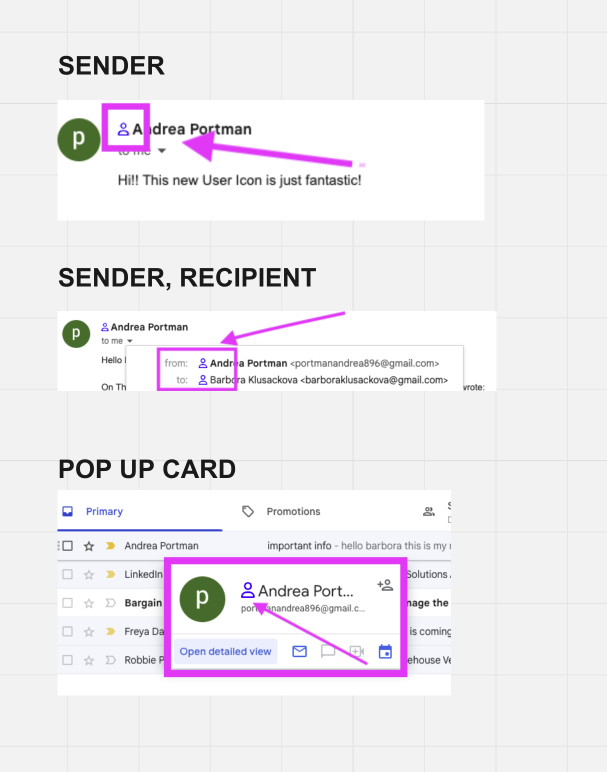 SENDER
p
Andrea Portman
to me
Hi!! This new User Icon is just fantastic!
SENDER, RECIPIENT
p
Andrea Portman
to me
Hello
from: Andrea Portman <portmanandrea896@gmail.com>
to: Barbora Klusackova <barboraklusackova@gmail.com>
On Th
wrote:
POP UP CARD
Primary
Promotions
Andrea Portman
important info - hello barbora this is my
LinkedIn
Solutions
Bargain
nage the
Freya Da
is coming
Robbie P
ehouse Ve
p
Andrea Port...
portmanandrea896@gmail.c...
Open detailed view